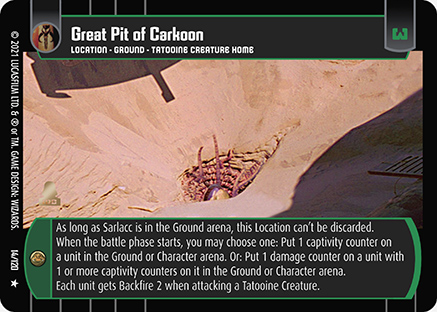 Great Pit of Carkoon
LOCATION - GROUND - TATOOINE CREATURE HOME
As long as Sarlacc is in the Ground arena, this Location can't be discarded.
When the battle phase starts, you may choose one: Put 1 captivity counter on
a unit in the Ground or Character arena. Or: Put 1 damage counter on a unit with
1 or more captivity counters on it in the Ground or Character arena.
Each unit gets Backfire 2 when attacking a Tatooine Creature.
© 2021 LUCASFILM LTD. & ® or TM. GAME DESIGN: WIZARDS.
114/120